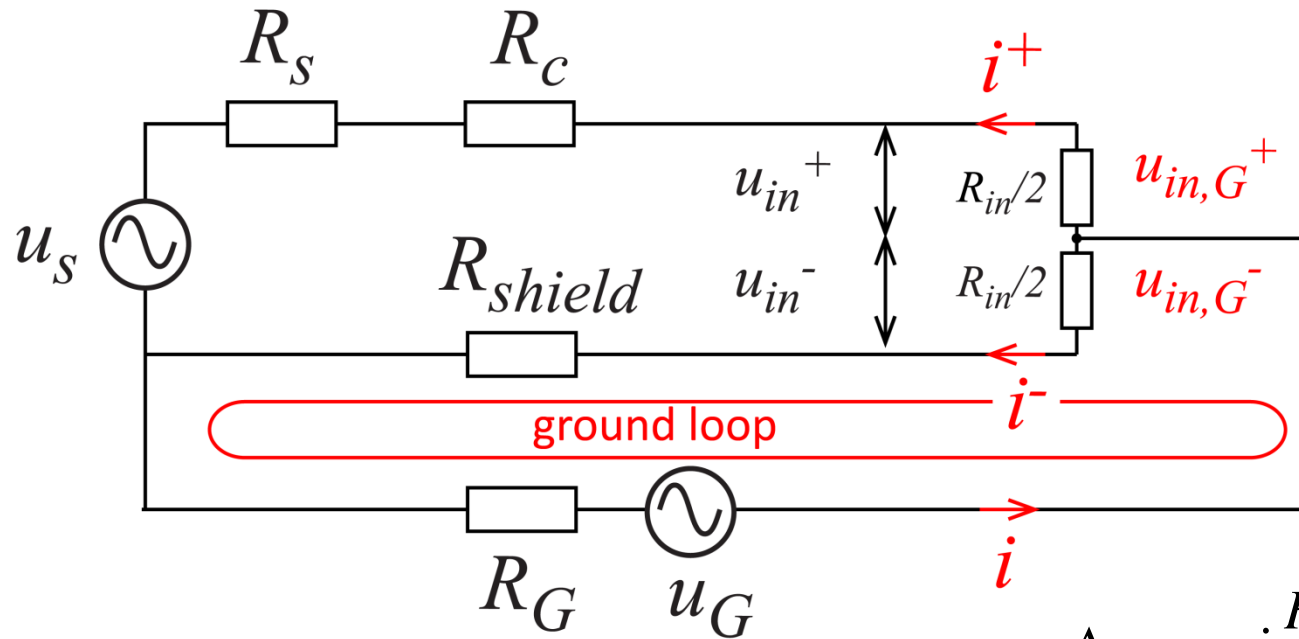 R_s
R_c
i^+
u_in^+
R_in/2
u_in,G^+
u_s
R_shield
u_in^-
R_in/2
u_in,G^-
i^-
ground loop
R_G
u_G
i